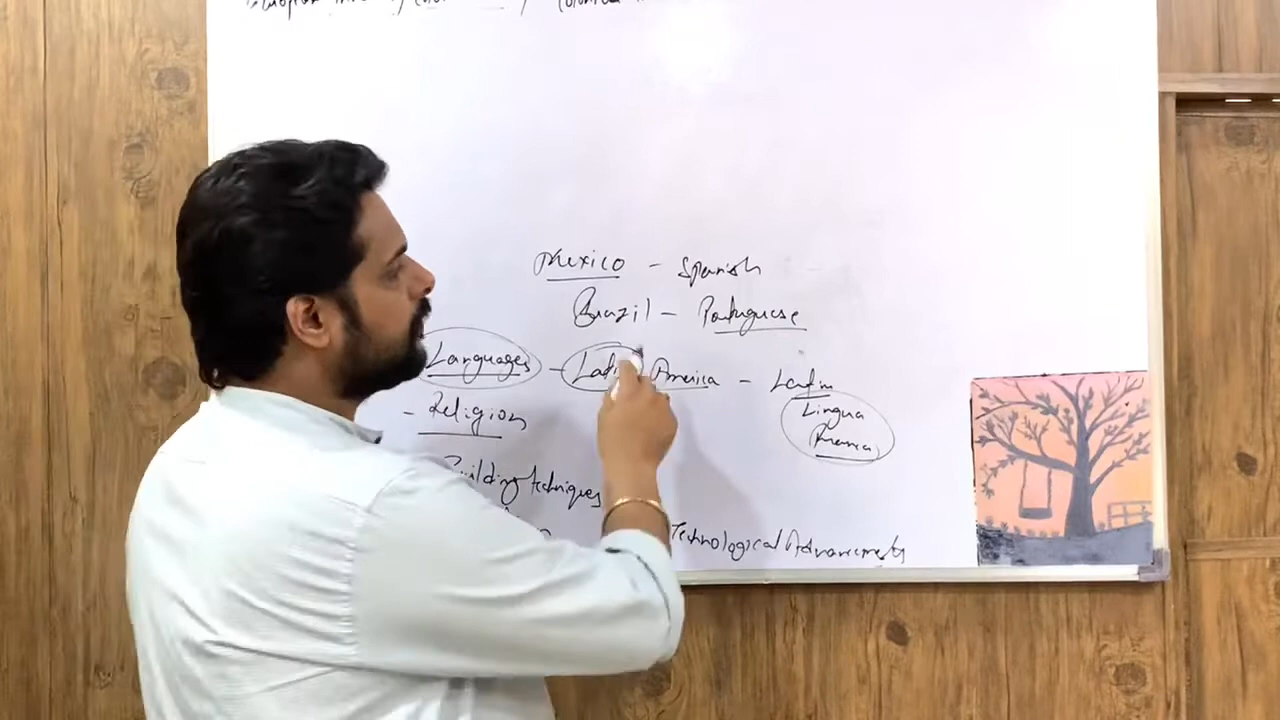 Mexico - Spanish
Brazil - Portuguese
Languages - Latin America - Latin
Lingua
Franca
- Religion
Building techniques
Technological Advancements